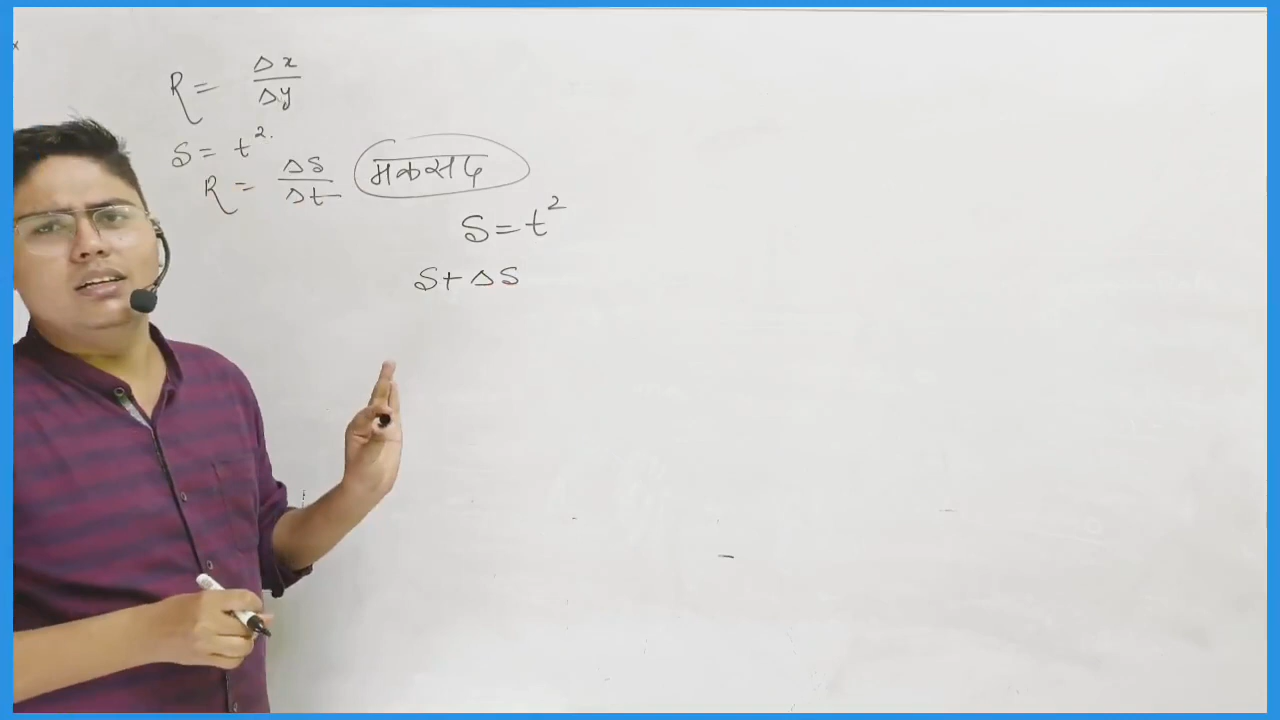 R = Δx/Δy
S = t².
R = ΔS/Δt मकसद
S = t²
S + ΔS